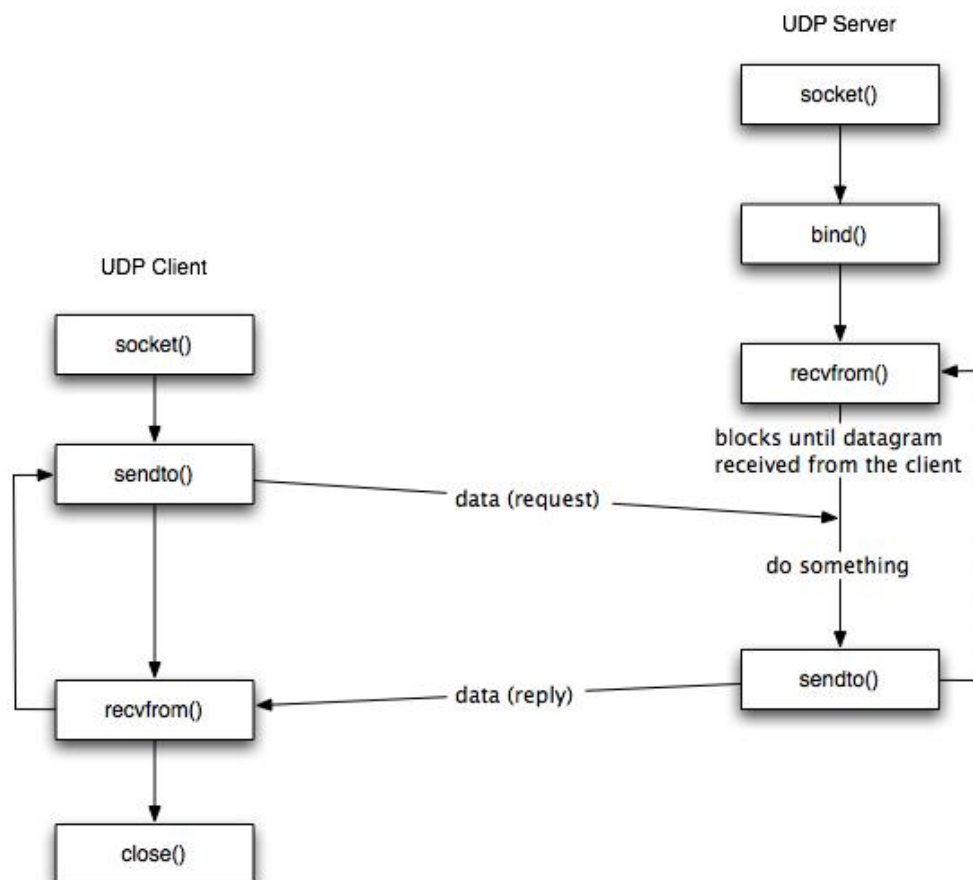 UDP Server
socket()
bind()
UDP Client
socket()
recvfrom()
blocks until datagram
received from the client
sendto()
data (request)
do something
sendto()
data (reply)
recvfrom()
close()